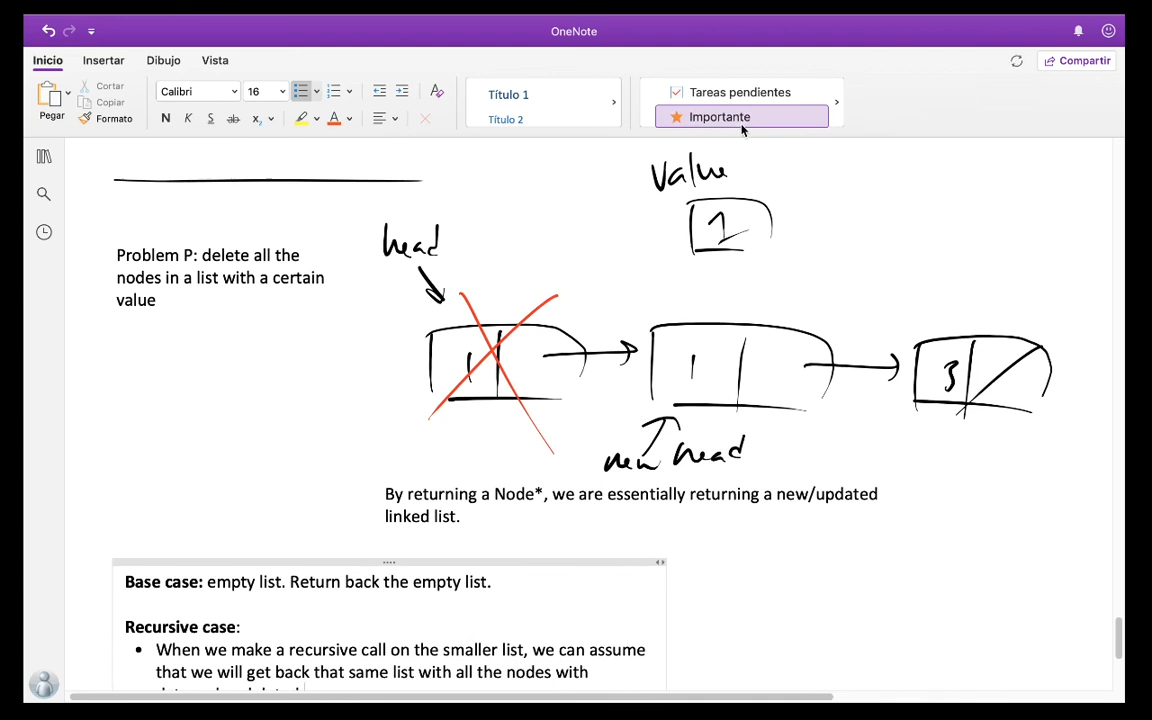 OneNote
Inicio Insertar Dibujo Vista Compartir
Pegar
Cortar
Copiar
Formato
Calibri 16
N K S ab x₂ A
Título 1
Título 2
Tareas pendientes
Importante
Value
1
head
Problem P: delete all the
nodes in a list with a certain
value
1 1 3
new head
By returning a Node*, we are essentially returning a new/updated
linked list.
Base case: empty list. Return back the empty list.
Recursive case:
• When we make a recursive call on the smaller list, we can assume
that we will get back that same list with all the nodes with